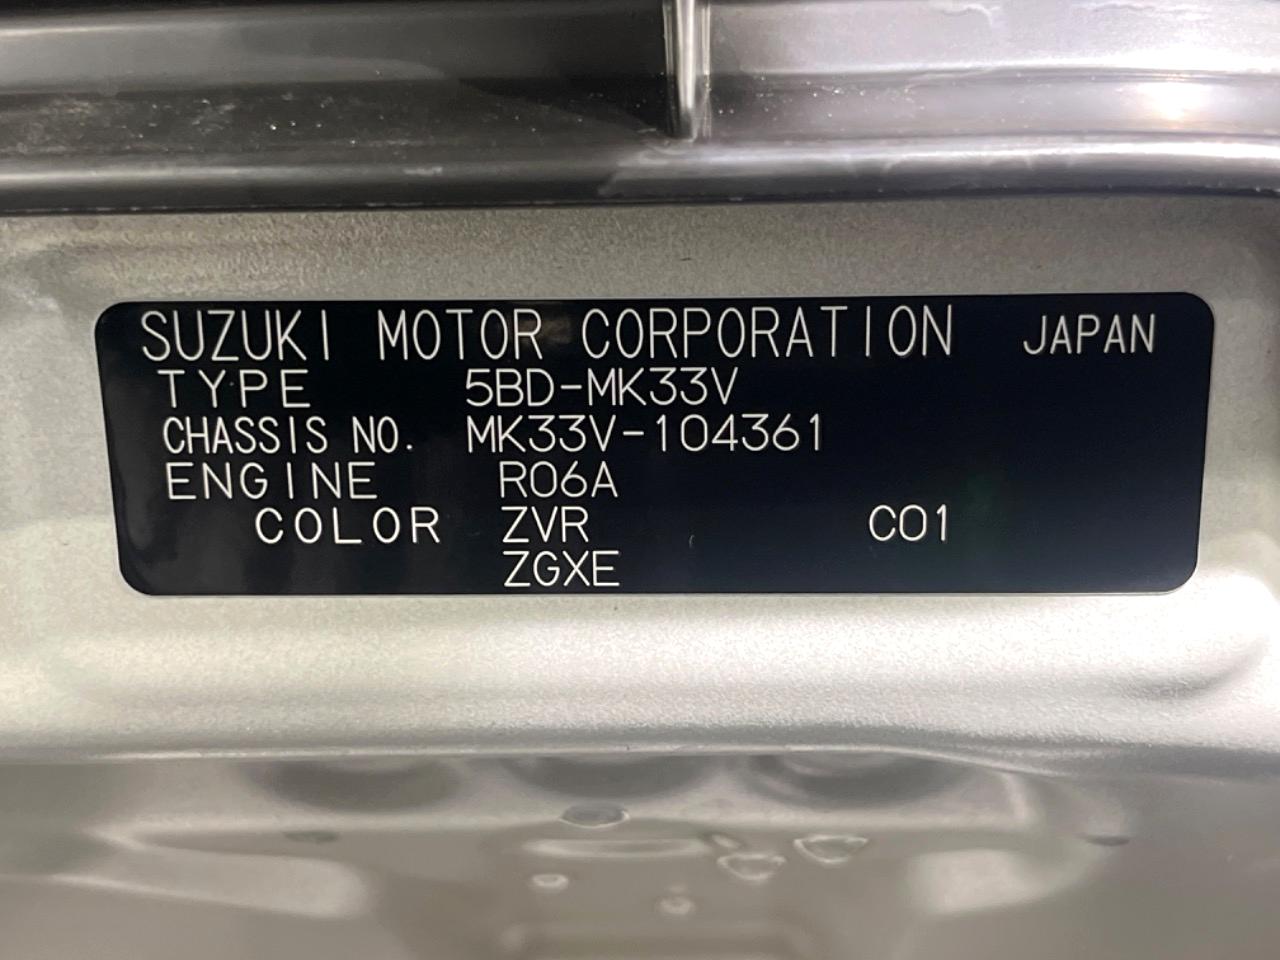 SUZUKI MOTOR CORPORATION JAPAN
TYPE 5BD-MK33V
CHASSIS NO. MK33V-104361
ENGINE R06A
COLOR ZVR C01
ZGXE